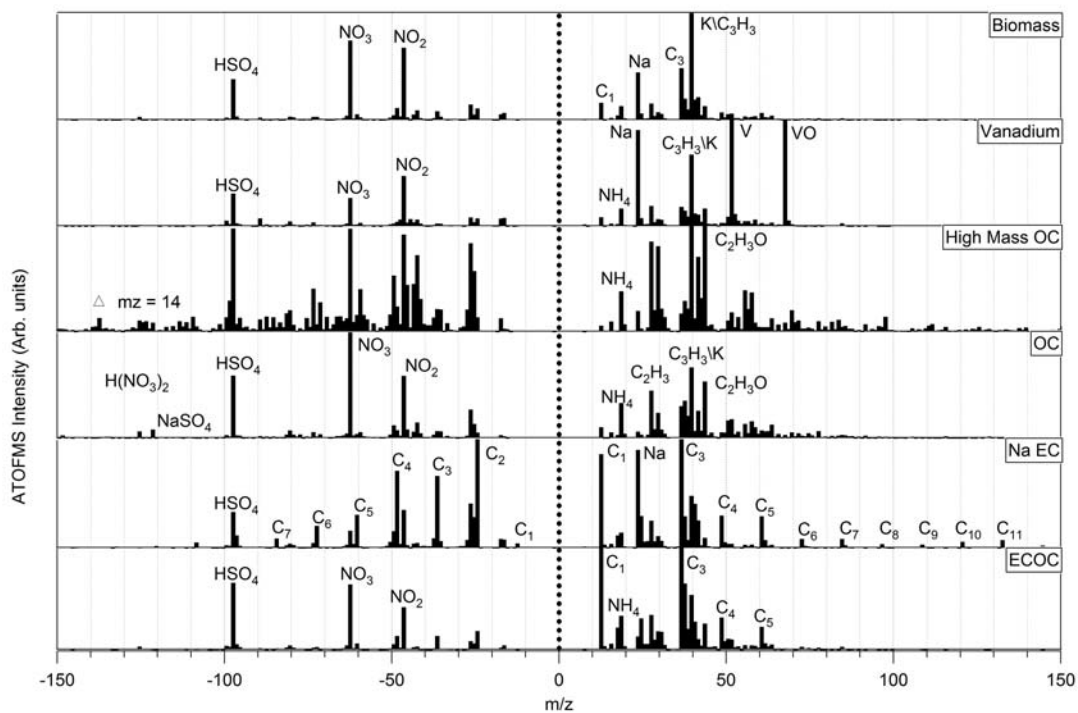 K\C₃H₃
Biomass
NO₃
NO₂
HSO₄
C₃
Na
C₁
Vanadium
Na
V
VO
C₃H₃\K
NO₂
HSO₄
NO₃
NH₄
High Mass OC
C₂H₃O
NH₄
△ mz = 14
OC
NO₃
C₃H₃\K
HSO₄
NO₂
C₂H₃
C₂H₃O
H(NO₃)₂
NH₄
NaSO₄
Na EC
C₂
C₁
Na
C₃
C₄
C₃
HSO₄
C₇
C₆
C₅
C₁
C₄
C₅
C₆
C₇
C₈
C₉
C₁₀
C₁₁
ECOC
C₁
C₃
HSO₄
NO₃
NO₂
NH₄
C₄
C₅
ATOFMS Intensity (Arb. units)
-150 -100 -50 0 50 100 150
m/z